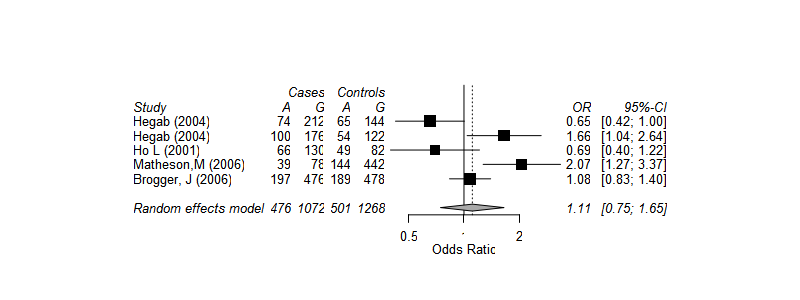 Cases Controls
Study A G A G OR 95%-CI
Hegab (2004) 74 212 65 144 0.65 [0.42; 1.00]
Hegab (2004) 100 176 54 122 1.66 [1.04; 2.64]
Ho L (2001) 66 130 49 82 0.69 [0.40; 1.22]
Matheson,M (2006) 39 78 144 442 2.07 [1.27; 3.37]
Brogger, J (2006) 197 476 189 478 1.08 [0.83; 1.40]
Random effects model 476 1072 501 1268 1.11 [0.75; 1.65]
0.5 1 2
Odds Ratio